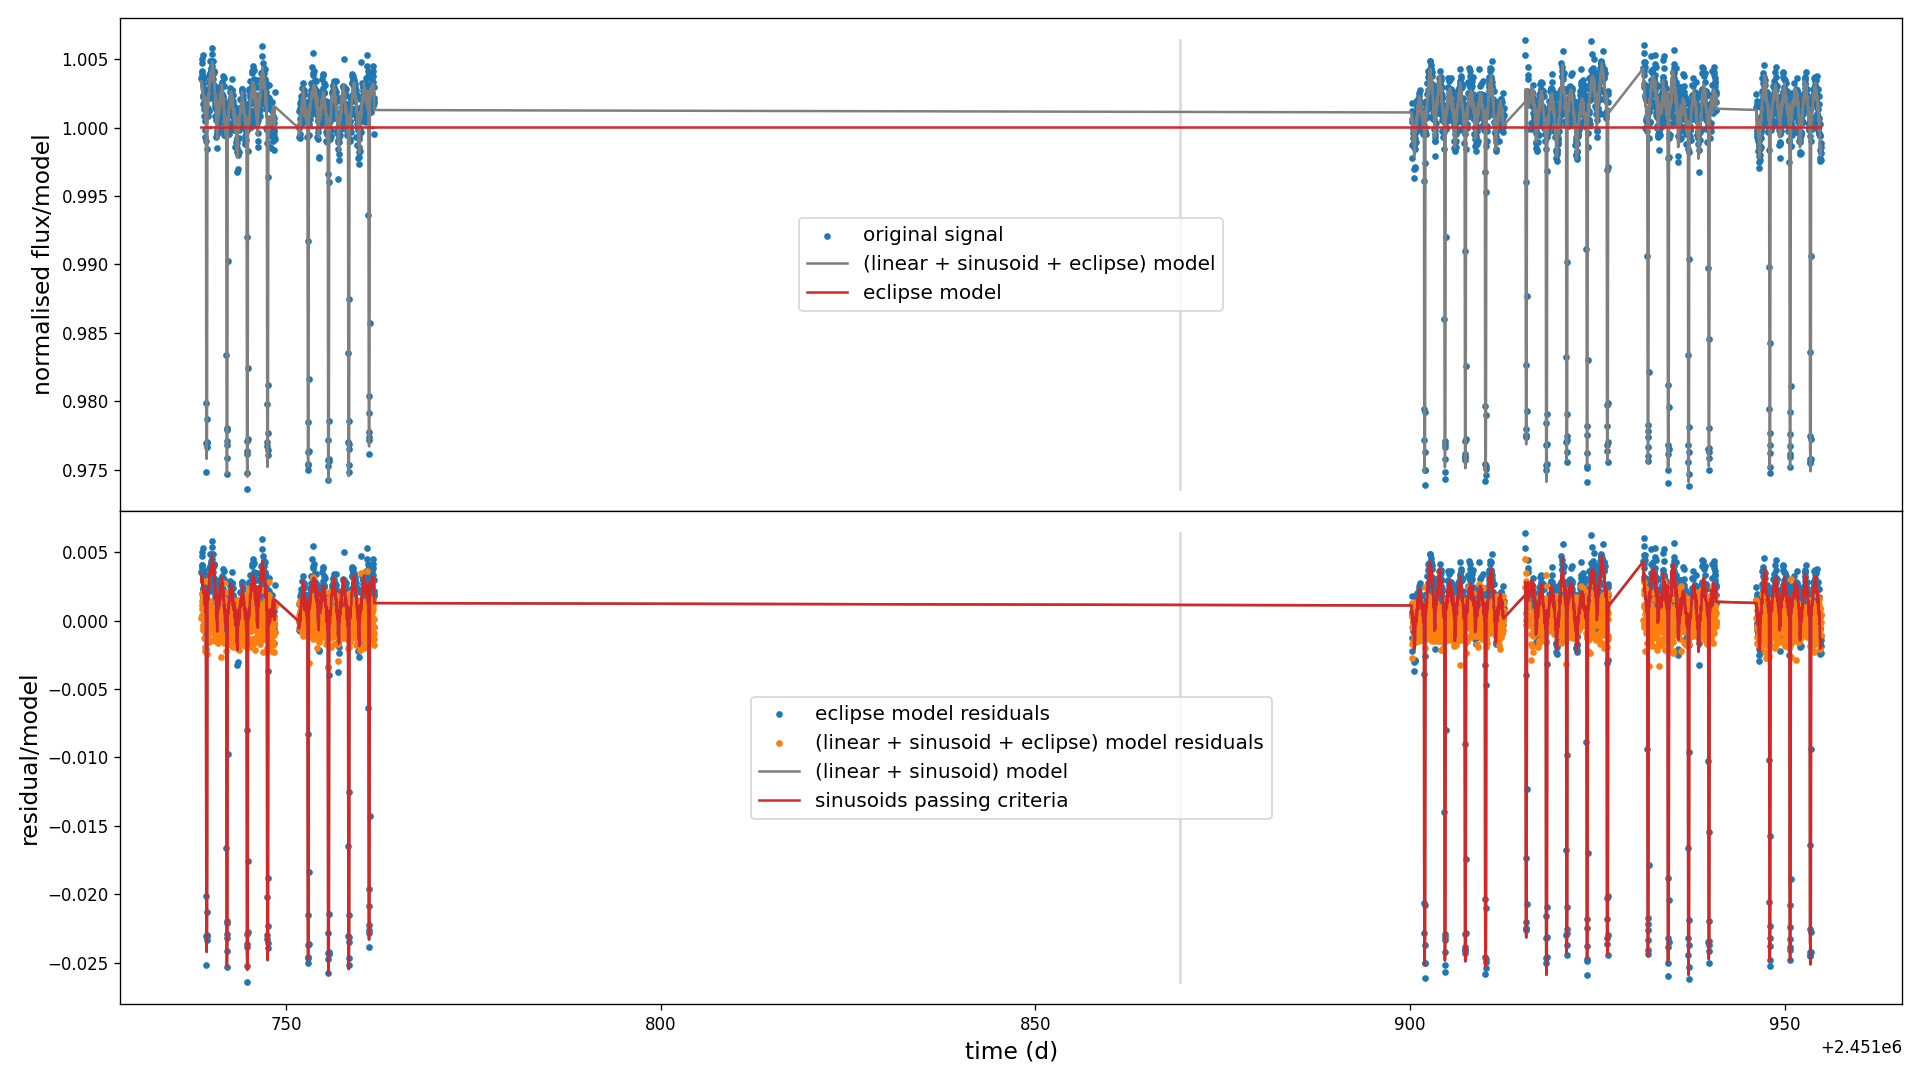 normalised flux/model
1.005
1.000
0.995
0.990
0.985
0.980
0.975
original signal
(linear + sinusoid + eclipse) model
eclipse model
residual/model
0.005
0.000
−0.005
−0.010
−0.015
−0.020
−0.025
eclipse model residuals
(linear + sinusoid + eclipse) model residuals
(linear + sinusoid) model
sinusoids passing criteria
750
800
850
900
950
time (d)
+2.451e6